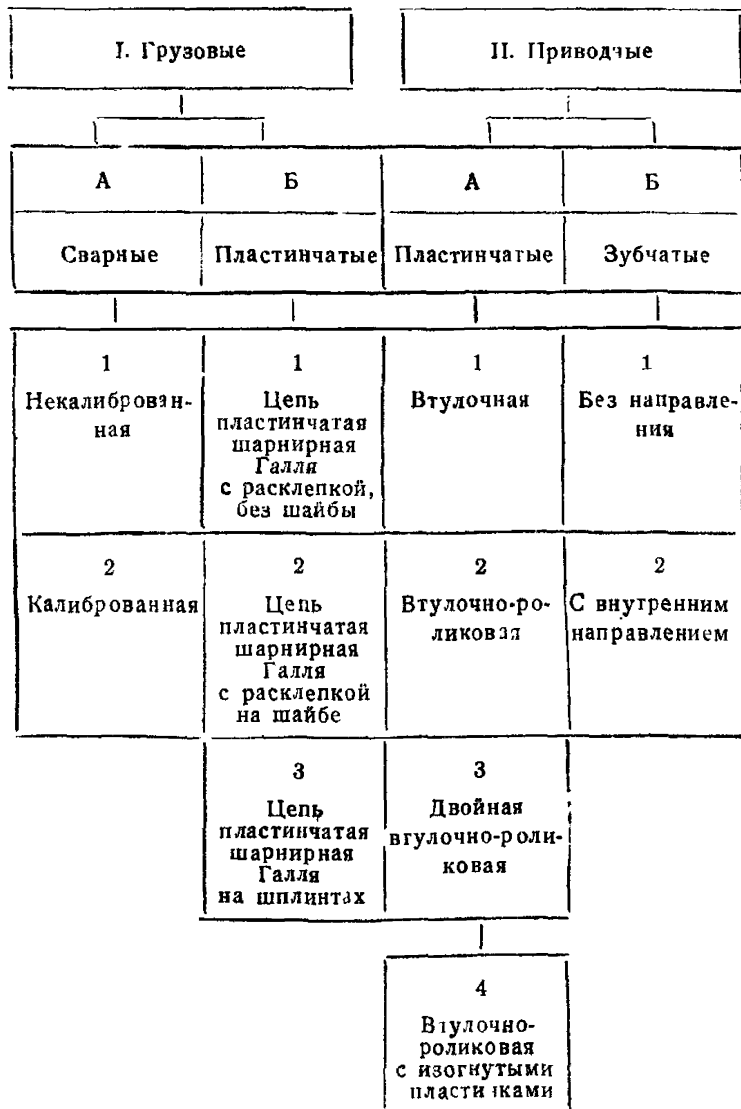 I. Грузовые
II. Приводные
А
Б
А
Б
Сварные
Пластинчатые
Пластинчатые
Зубчатые
1
Некалиброван-
ная
1
Цепь
пластинчатая
шарнирная
Галля
с расклепкой,
без шайбы
1
Втулочная
1
Без направле-
ния
2
Калиброванная
2
Цепь
пластинчатая
шарнирная
Галля
с расклепкой
на шайбе
2
Втулочно-ро-
ликовая
2
С внутренним
направлением
3
Цепь
пластинчатая
шарнирная
Галля
на шплинтах
3
Двойная
втулочно-роли-
ковая
4
Втулочно-
роликовая
с изогнутыми
пластинками